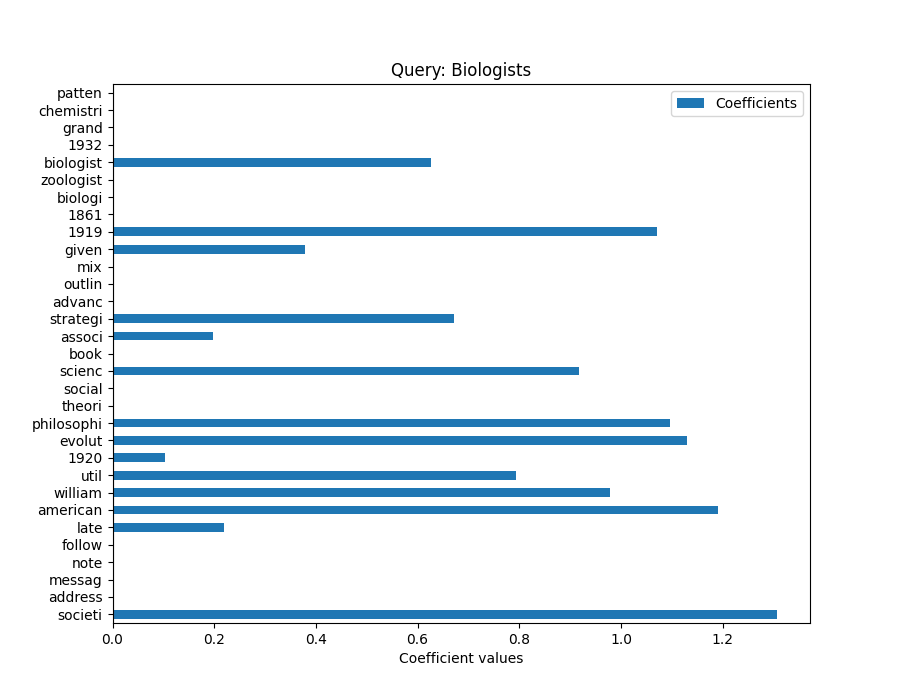 Query: Biologists
Coefficients
patten
chemistri
grand
1932
biologist
zoologist
biologi
1861
1919
given
mix
outlin
advanc
strategi
associ
book
scienc
social
theori
philosophi
evolut
1920
util
william
american
late
follow
note
messag
address
societi
0.0 0.2 0.4 0.6 0.8 1.0 1.2
Coefficient values